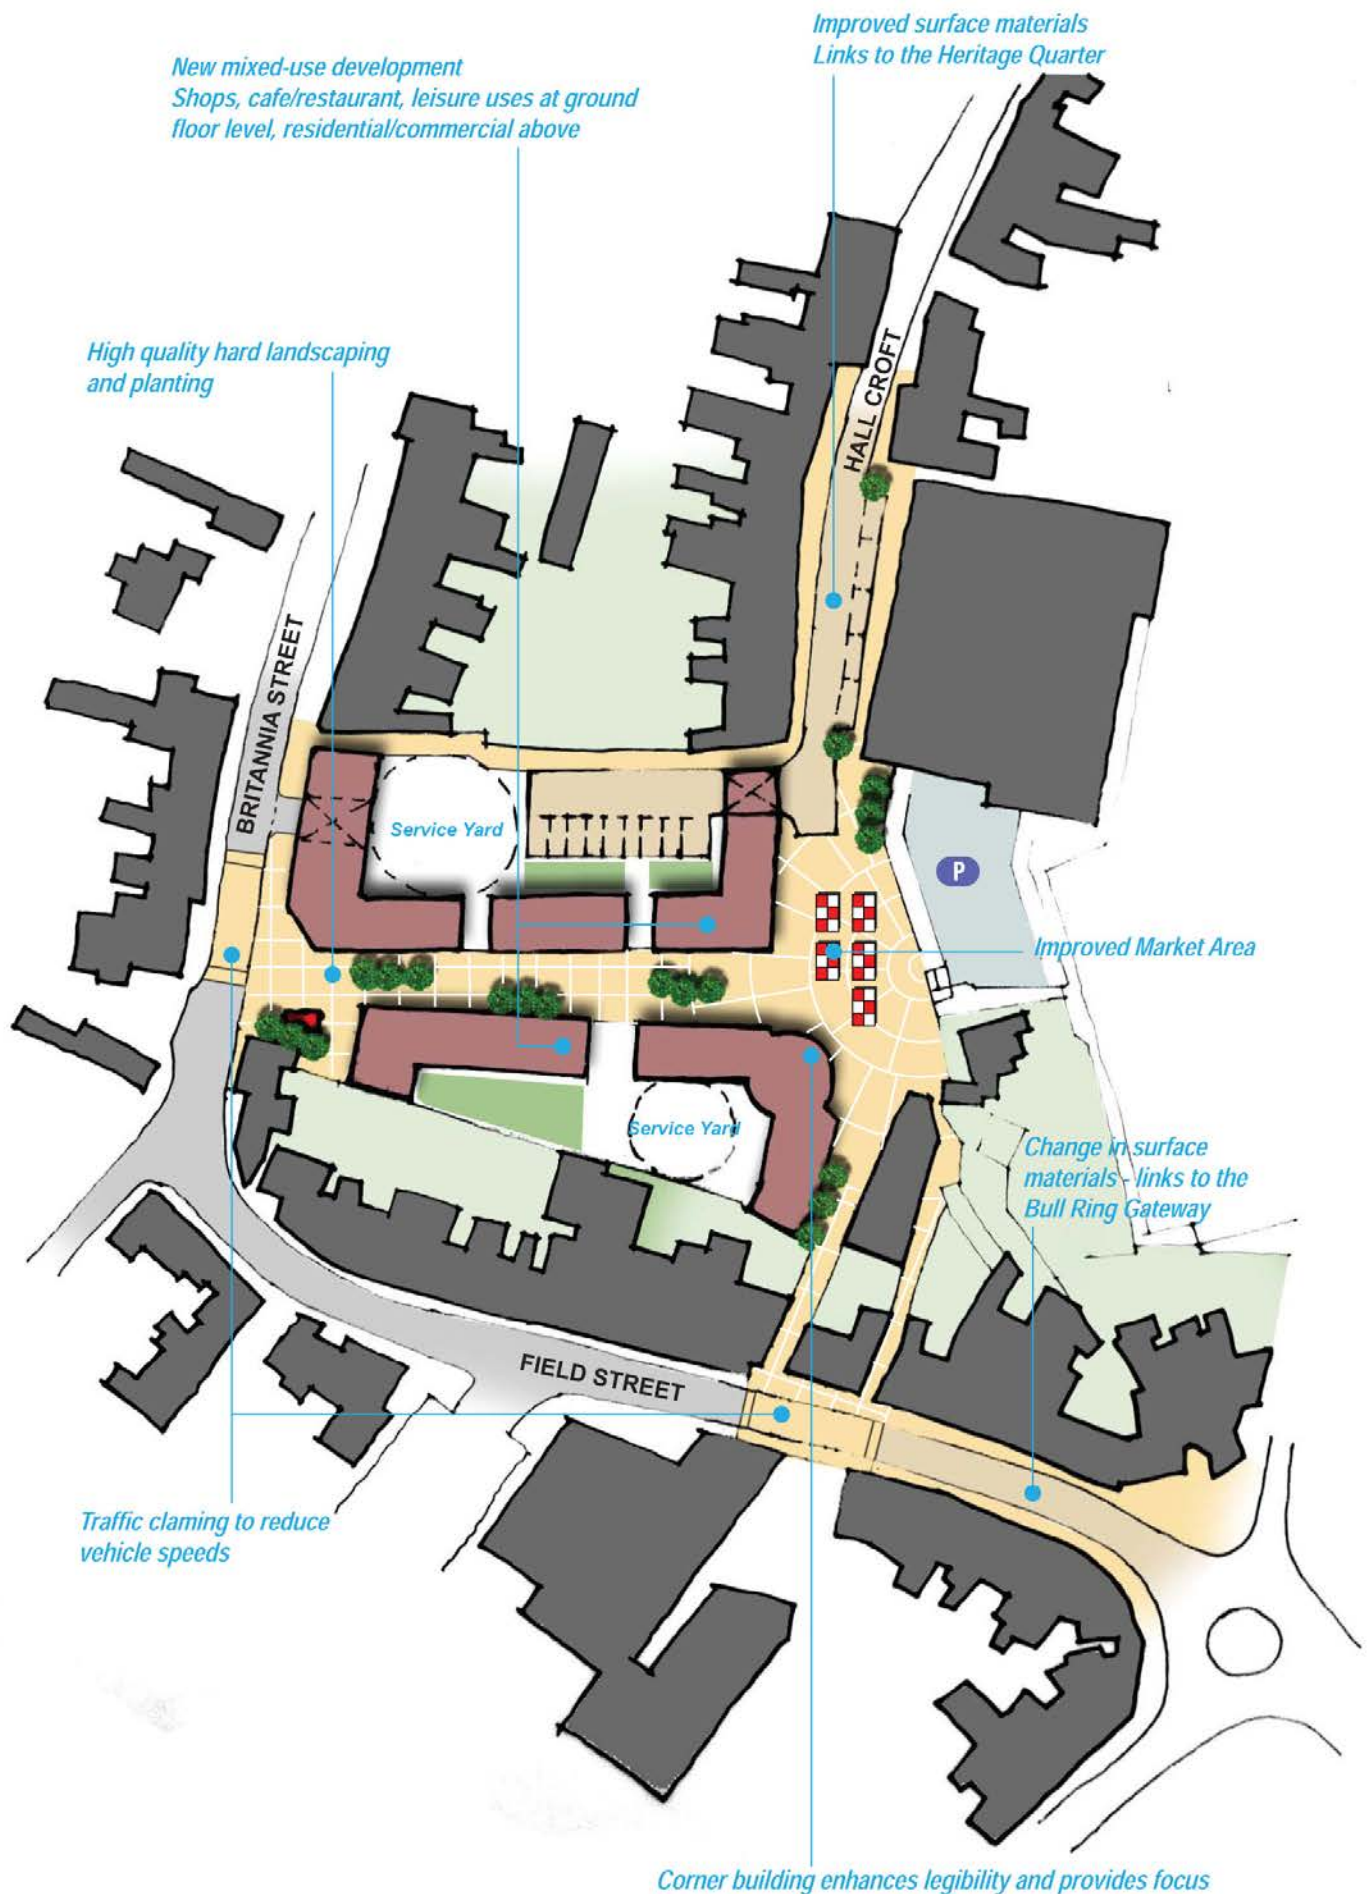 Improved surface materials
Links to the Heritage Quarter
New mixed-use development
Shops, cafe/restaurant, leisure uses at ground
floor level, residential/commercial above
High quality hard landscaping
and planting
HALL CROFT
BRITANNIA STREET
Service Yard
P
Improved Market Area
Service Yard
Change in surface
materials - links to the
Bull Ring Gateway
FIELD STREET
Traffic claming to reduce
vehicle speeds
Corner building enhances legibility and provides focus